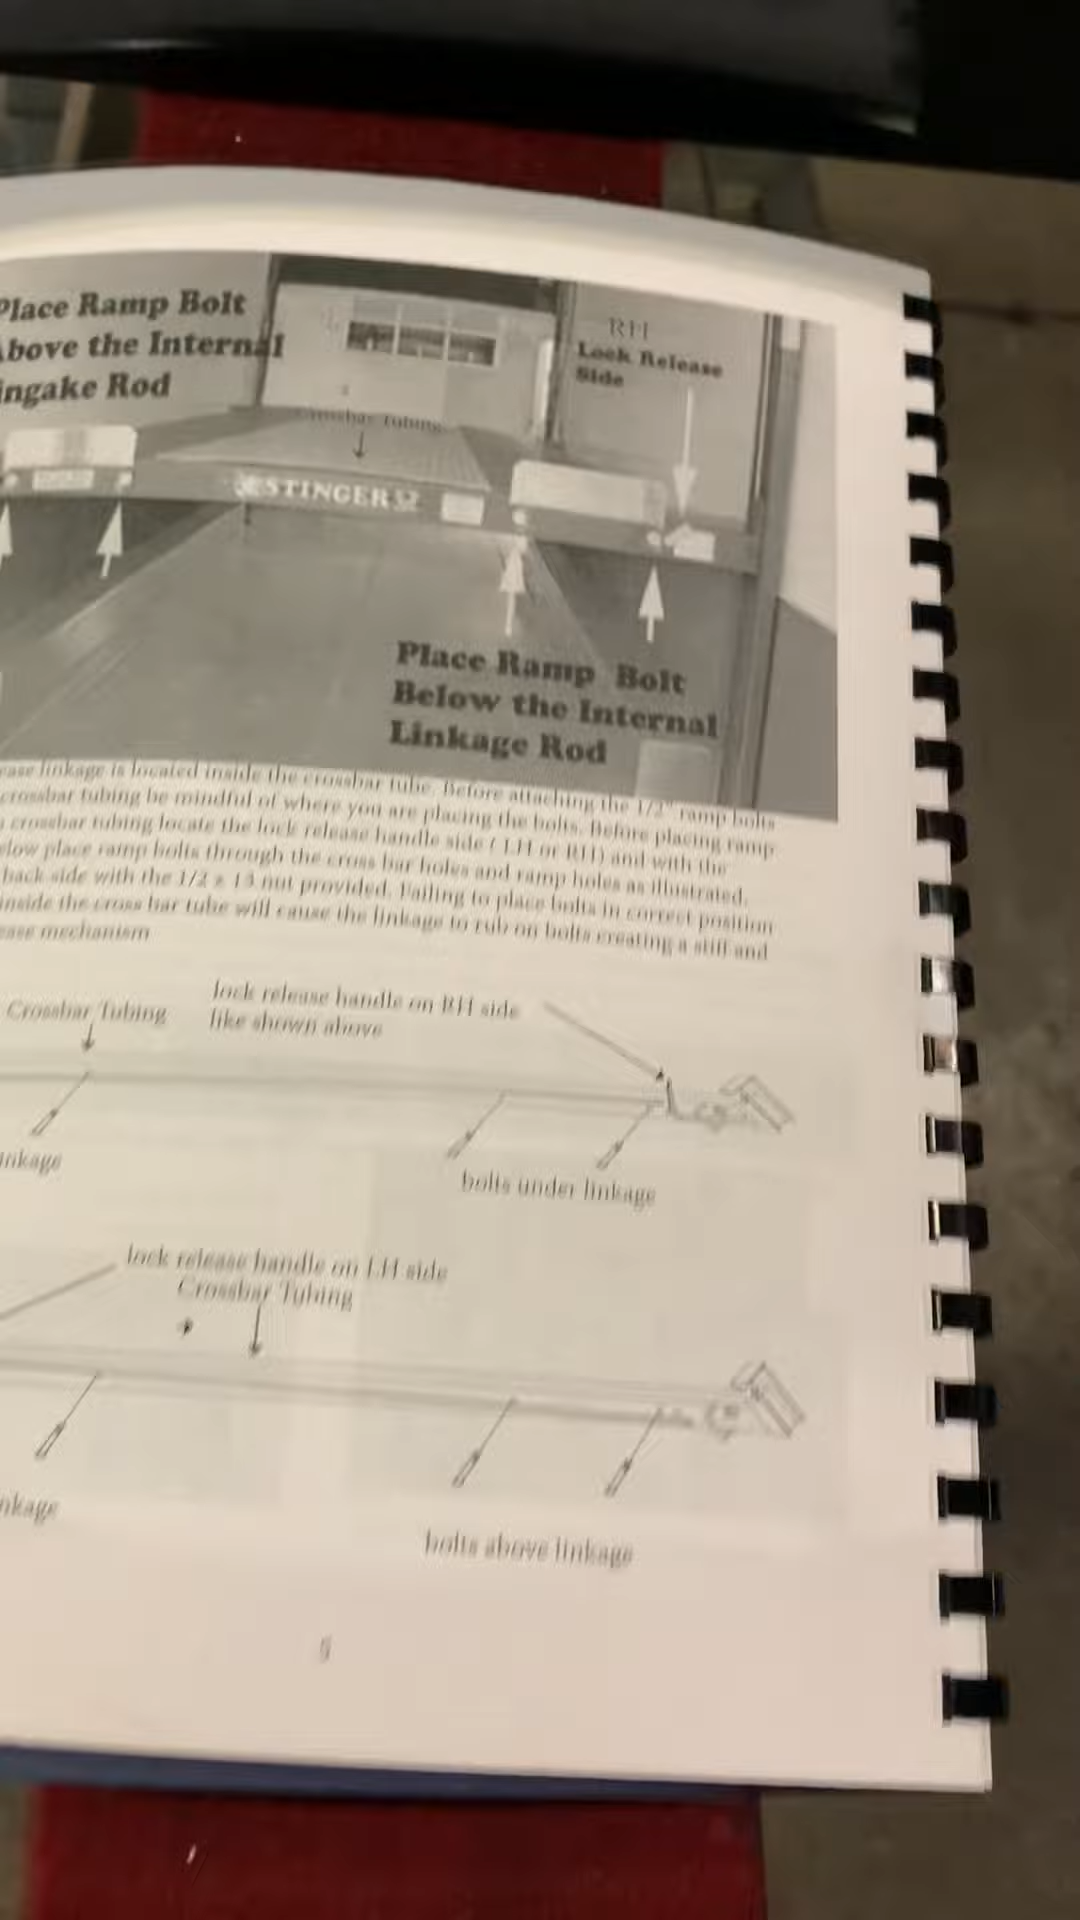 Place Ramp Bolt
Above the Internal
ingake Rod
RH
Lock Release
Side
Crossbar Tubing
STINGER
Place Ramp Bolt
Below the Internal
Linkage Rod
ease linkage is located inside the crossbar tube. Before attaching the 1/2" ramp bolts
crossbar tubing be mindful of where you are placing the bolts. Before placing ramp
crossbar tubing locate the lock release handle side ( LH or RH) and with the
elow place ramp bolts through the cross bar holes and ramp holes as illustrated.
back side with the 1/2 x 13 nut provided. Failing to place bolts in correct position
inside the cross bar tube will cause the linkage to rub on bolts creating a stiff and
ease mechanism
Crossbar Tubing
lock release handle on RH side
like shown above
inkage
bolts under linkage
lock release handle on LH side
Crossbar Tubing
nkage
bolts above linkage